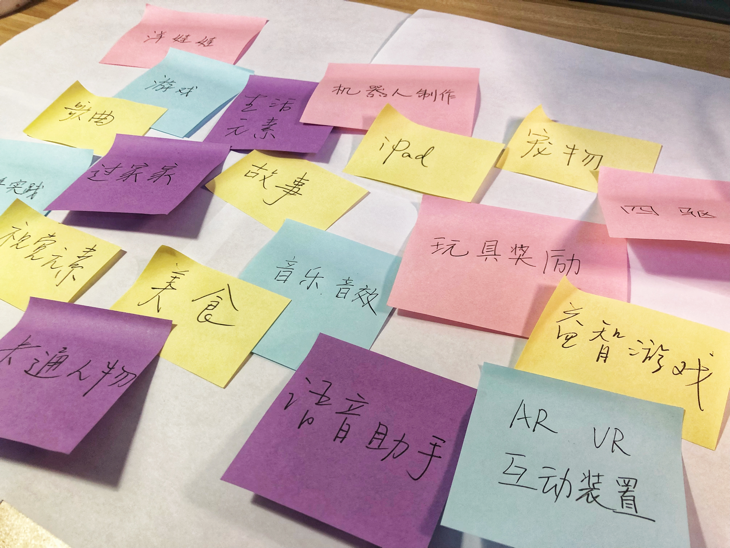 洋娃娃
游戏
歌曲
生活
元素
机器人制作
iPad
宠物
实践
过家家
故事
四驱
视觉元素
美食
音乐音效
玩具奖励
益智游戏
卡通人物
语音助手
AR VR
互动装置